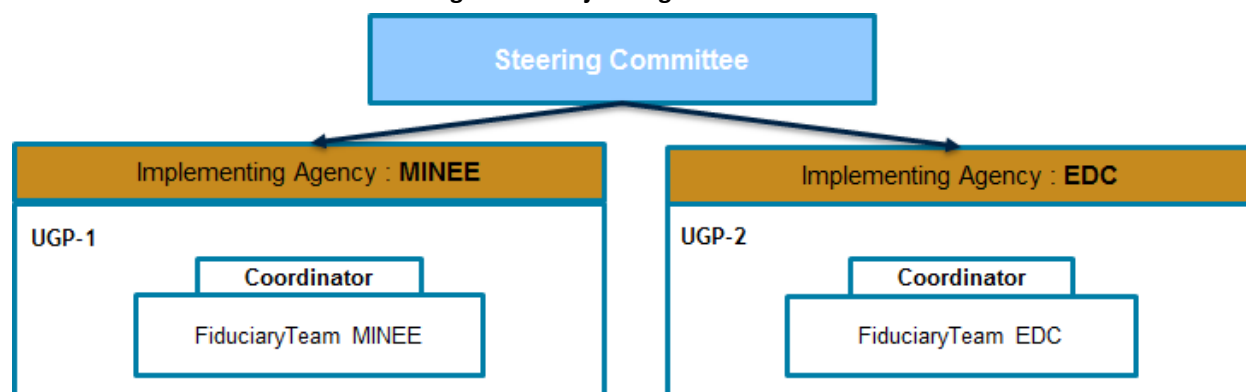 Steering Committee
Implementing Agency : MINEE
UGP-1
Coordinator
FiduciaryTeam MINEE
Implementing Agency : EDC
UGP-2
Coordinator
FiduciaryTeam EDC